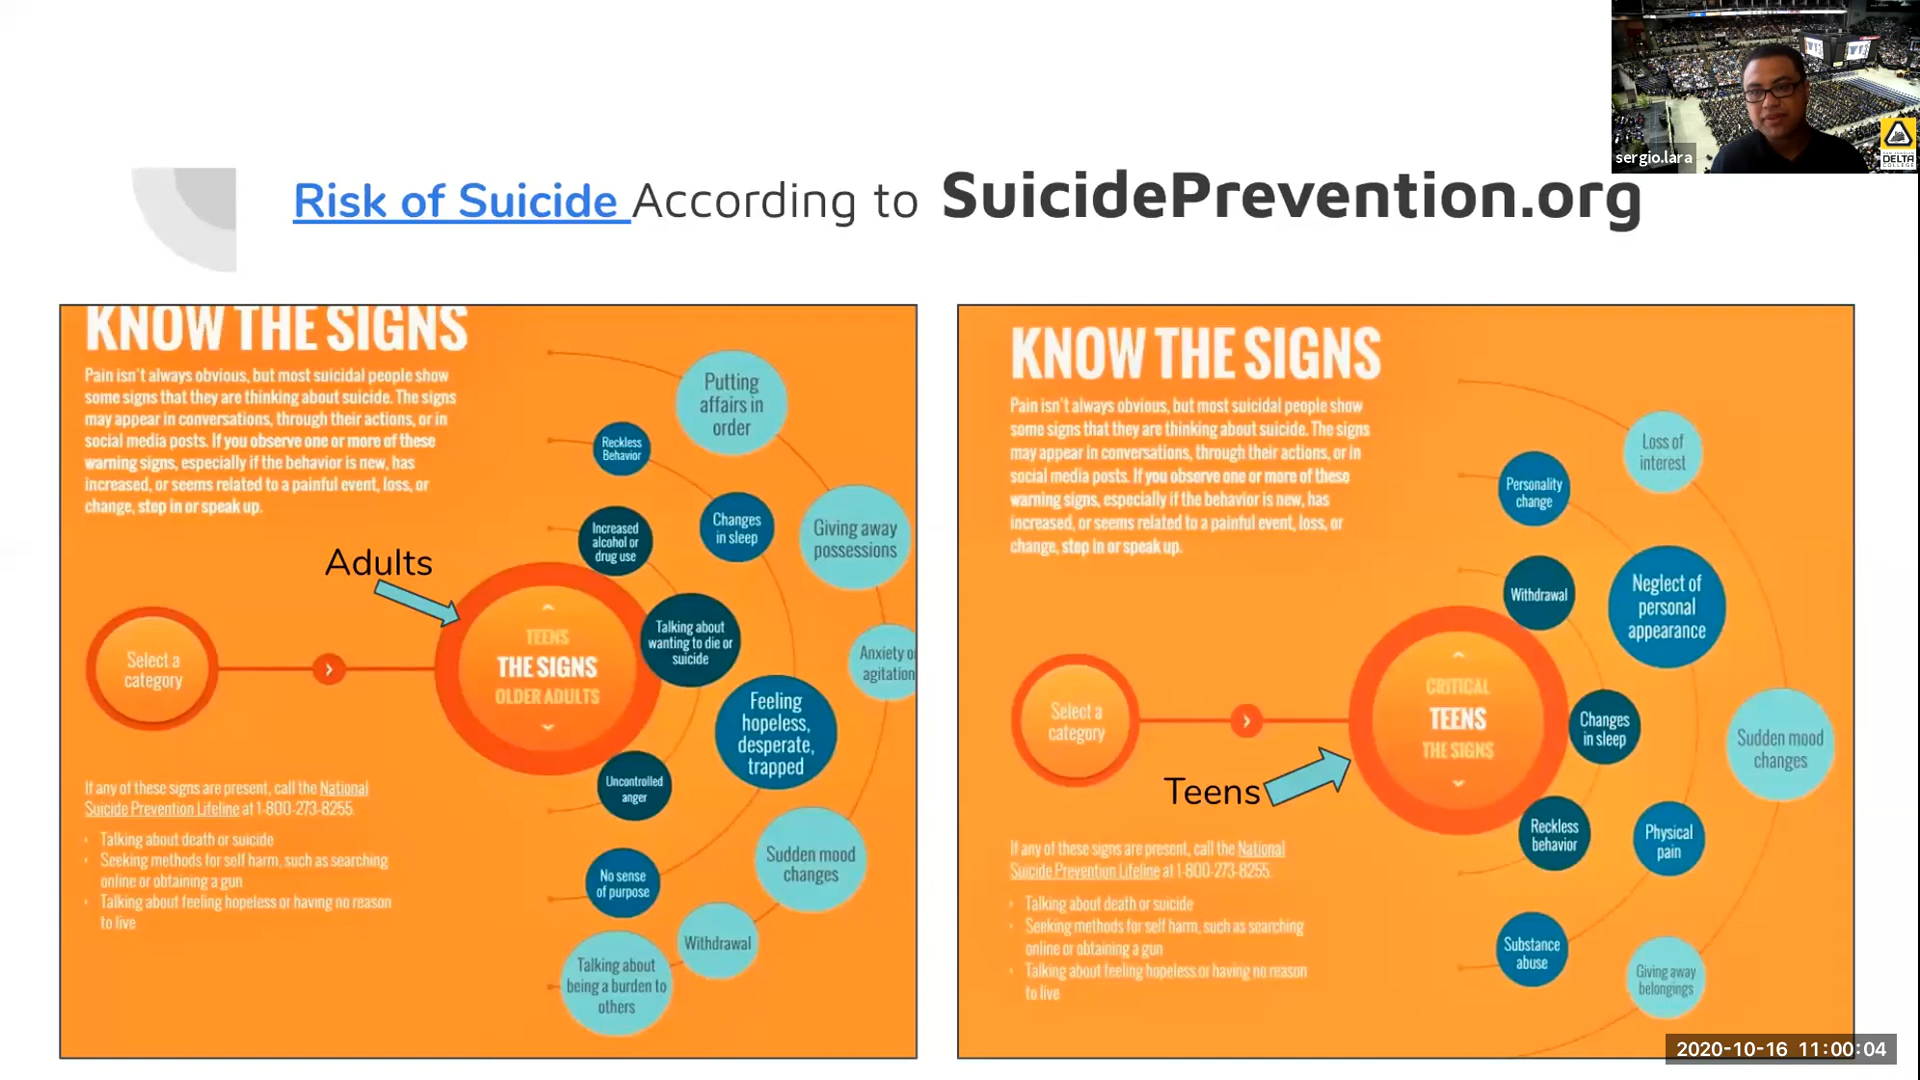 sergio.lara
DELTA
COLLEGE
Risk of Suicide According to SuicidePrevention.org
KNOW THE SIGNS
Pain isn't always obvious, but most suicidal people show
some signs that they are thinking about suicide. The signs
may appear in conversations, through their actions, or in
social media posts. If you observe one or more of these
warning signs, especially if the behavior is new, has
increased, or seems related to a painful event, loss, or
change, step in or speak up.
Adults
Select a
category
TEENS
THE SIGNS
OLDER ADULTS
Putting
affairs in
order
Reckless
Behavior
Changes
in sleep
Giving away
possessions
Increased
alcohol or
drug use
Talking about
wanting to die or
suicide
Anxiety o
agitation
Feeling
hopeless,
desperate,
trapped
Uncontrolled
anger
Sudden mood
changes
No sense
of purpose
Withdrawal
Talking about
being a burden to
others
If any of these signs are present, call the National
Suicide Prevention Lifeline at 1-800-273-8255.
• Talking about death or suicide
• Seeking methods for self harm, such as searching
online or obtaining a gun
• Talking about feeling hopeless or having no reason
to live
KNOW THE SIGNS
Pain isn't always obvious, but most suicidal people show
some signs that they are thinking about suicide. The signs
may appear in conversations, through their actions, or in
social media posts. If you observe one or more of these
warning signs, especially if the behavior is new, has
increased, or seems related to a painful event, loss, or
change, step in or speak up.
Select a
category
Teens
CRITICAL
TEENS
THE SIGNS
Loss of
interest
Personality
change
Withdrawal
Neglect of
personal
appearance
Changes
in sleep
Sudden mood
changes
Reckless
behavior
Physical
pain
Substance
abuse
Giving away
belongings
If any of these signs are present, call the National
Suicide Prevention Lifeline at 1-800-273-8255.
• Talking about death or suicide
• Seeking methods for self harm, such as searching
online or obtaining a gun
• Talking about feeling hopeless or having no reason
to live
2020-10-16 11:00:04